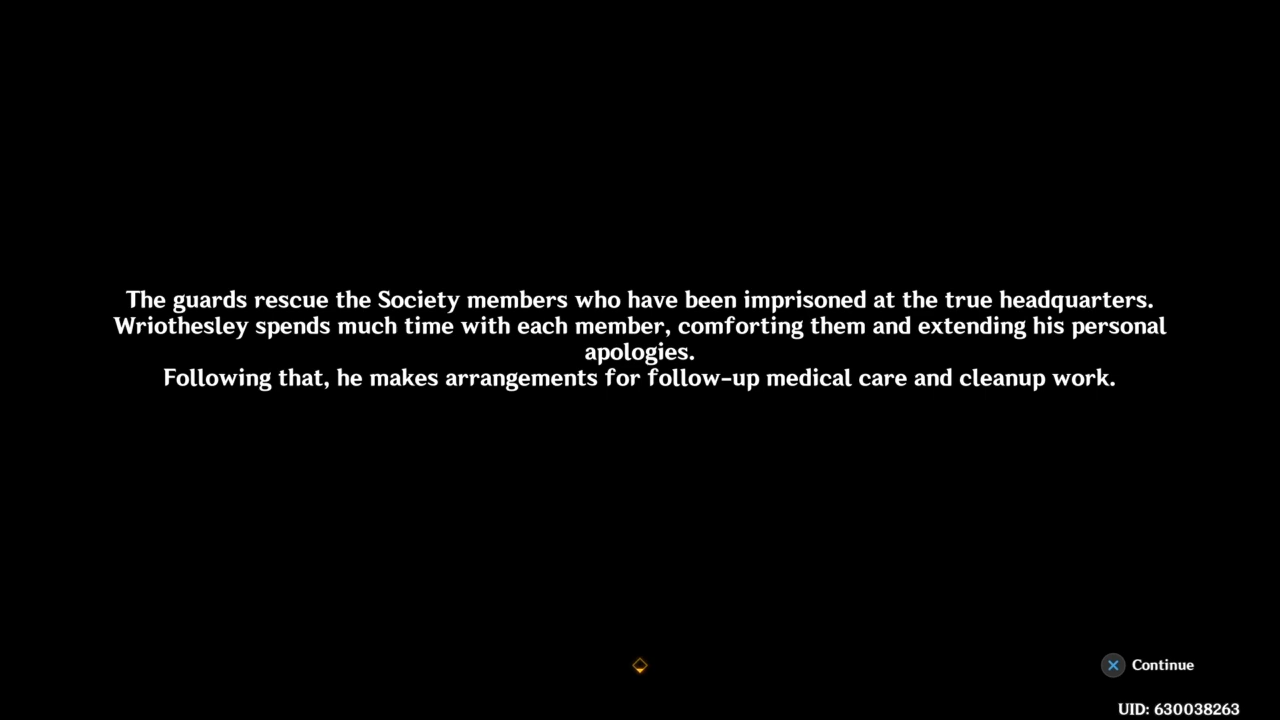 The guards rescue the Society members who have been imprisoned at the true headquarters.
Wriothesley spends much time with each member, comforting them and extending his personal
apologies.
Following that, he makes arrangements for follow-up medical care and cleanup work.
Continue
UID: 630038263